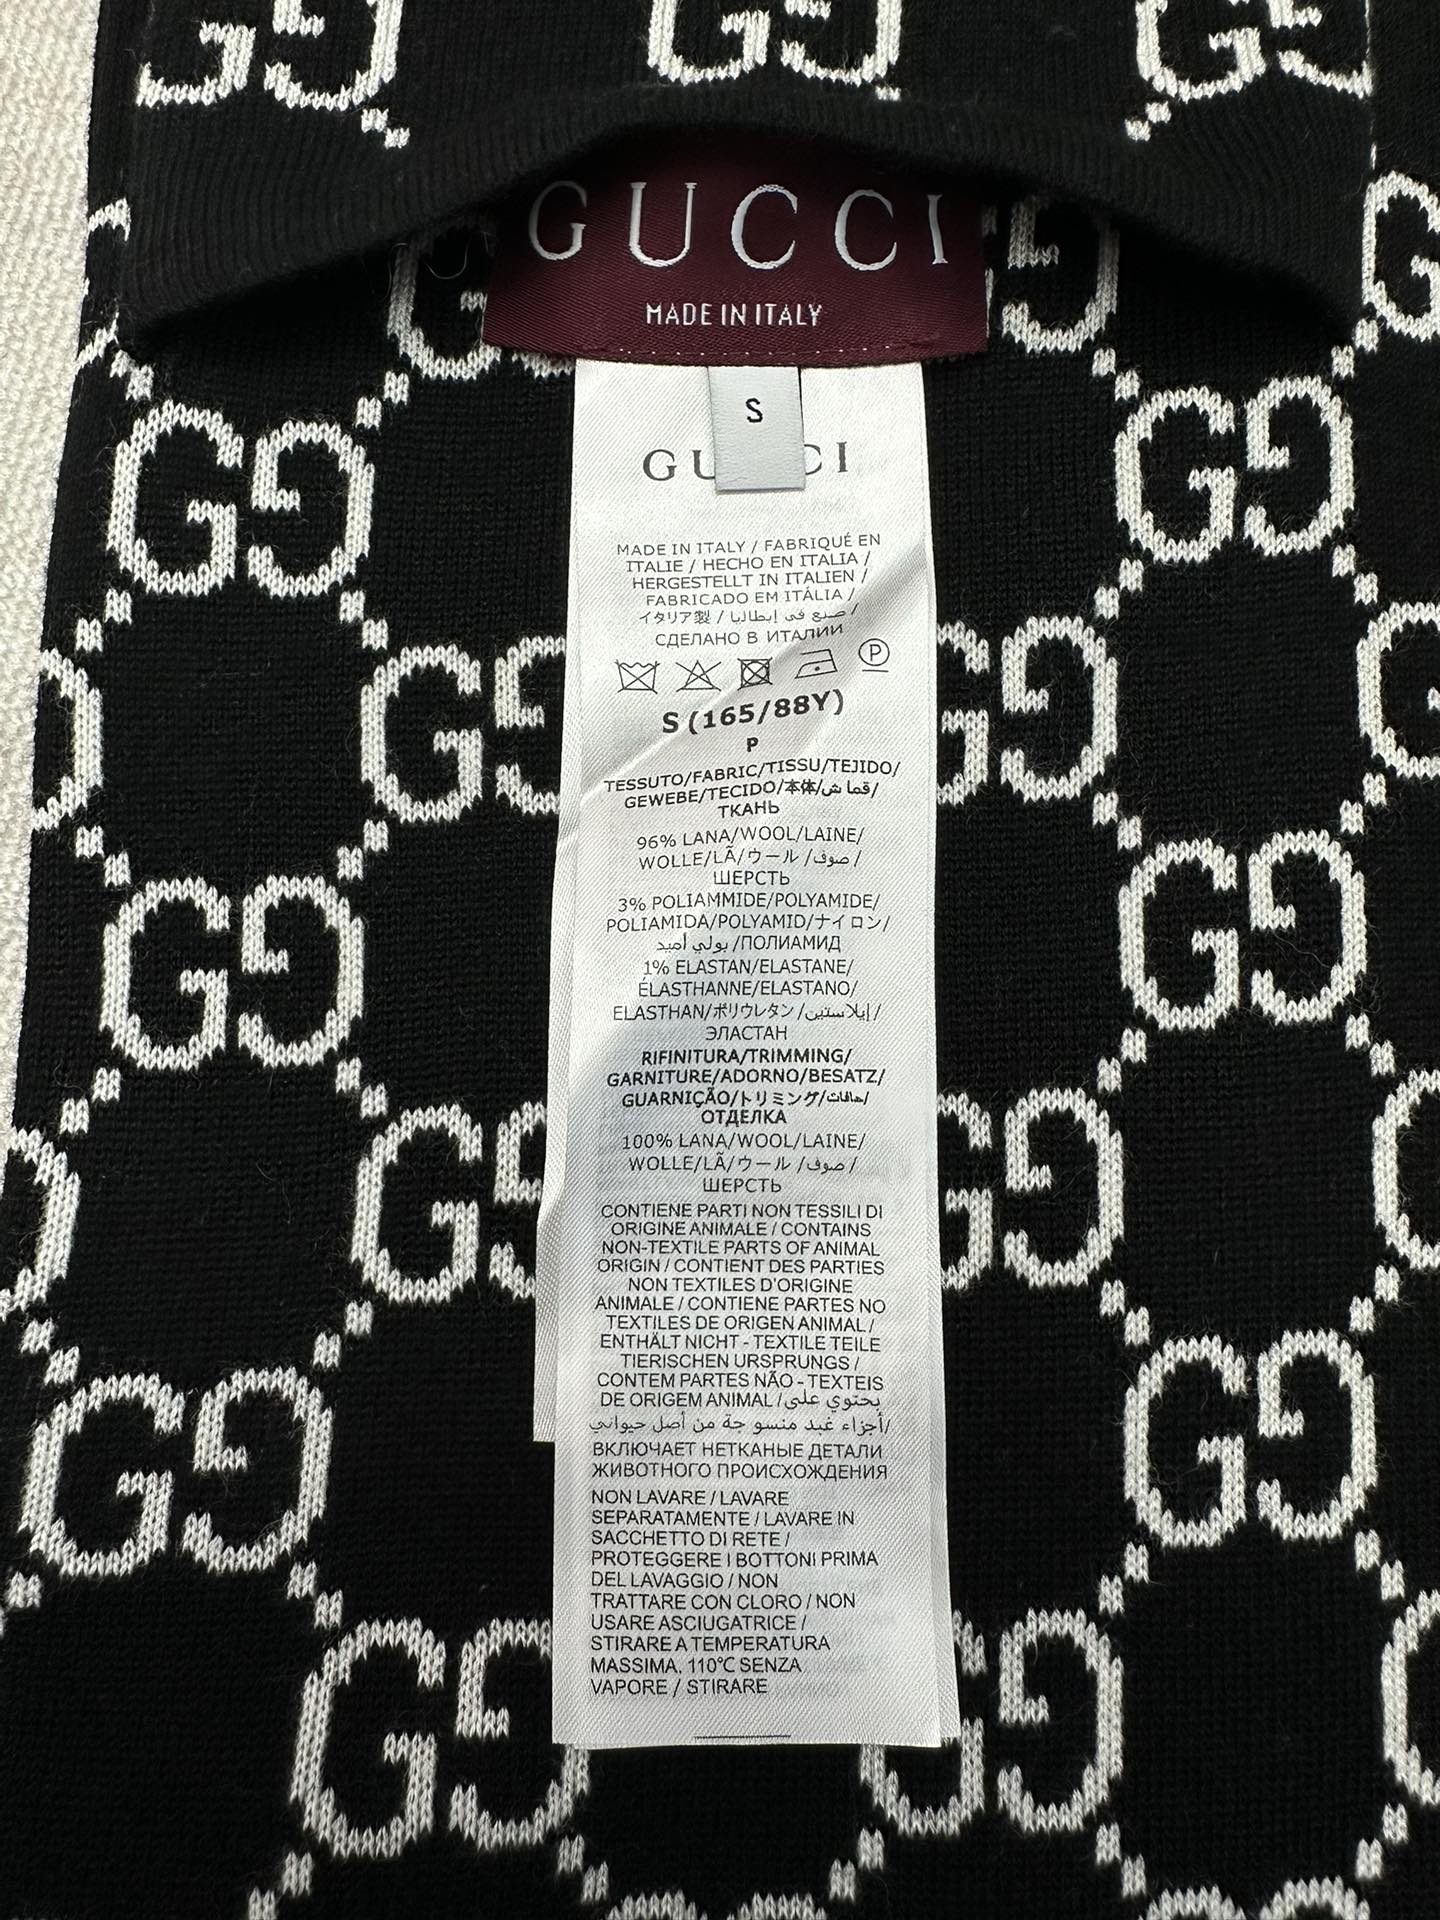 GUCCI
MADE IN ITALY
S
MADE IN ITALY / FABRIQUÉ EN
ITALIE / HECHO EN ITALIA /
HERGESTELLT IN ITALIEN /
FABRICADO EM ITÁLIA /
イタリア製 / صنع في إيطاليا /
СДЕЛАНО В ИТАЛИИ
P
S (165/88Y)
P
TESSUTO/FABRIC/TISSU/TEJIDO/
GEWEBE/TECIDO/本体/قماش/
ТКАНЬ
96% LANA/WOOL/LAINE/
WOLLE/LÃ/ウール /صوف/
ШЕРСТЬ
3% POLIAMMIDE/POLYAMIDE/
POLIAMIDA/POLYAMID/ナイロン/
بولي أميد/ПОЛИАМИД
1% ELASTAN/ELASTANE/
ÉLASTHANNE/ELASTANO/
ELASTHAN/ポリウレタン/إيلاستين/
ЭЛАСТАН
RIFINITURA/TRIMMING/
GARNITURE/ADORNO/BESATZ/
GUARNIÇÃO/トリミング/حافات/
ОТДЕЛКА
100% LANA/WOOL/LAINE/
WOLLE/LÃ/ウール /صوف/
ШЕРСТЬ
CONTIENE PARTI NON TESSILI DI
ORIGINE ANIMALE / CONTAINS
NON-TEXTILE PARTS OF ANIMAL
ORIGIN / CONTIENT DES PARTIES
NON TEXTILES D'ORIGINE
ANIMALE / CONTIENE PARTES NO
TEXTILES DE ORIGEN ANIMAL /
ENTHÄLT NICHT - TEXTILE TEILE
TIERISCHEN URSPRUNGS /
CONTEM PARTES NÃO - TEXTEIS
DE ORIGEM ANIMAL /يحتوي على
أجزاء غبد منسو جة من أصل حيواني/
ВКЛЮЧАЕТ НЕТКАНЫЕ ДЕТАЛИ
ЖИВОТНОГО ПРОИСХОЖДЕНИЯ
NON LAVARE / LAVARE
SEPARATAMENTE / LAVARE IN
SACCHETTO DI RETE /
PROTEGGERE I BOTTONI PRIMA
DEL LAVAGGIO / NON
TRATTARE CON CLORO / NON
USARE ASCIUGATRICE /
STIRARE A TEMPERATURA
MASSIMA. 110℃ SENZA
VAPORE / STIRARE